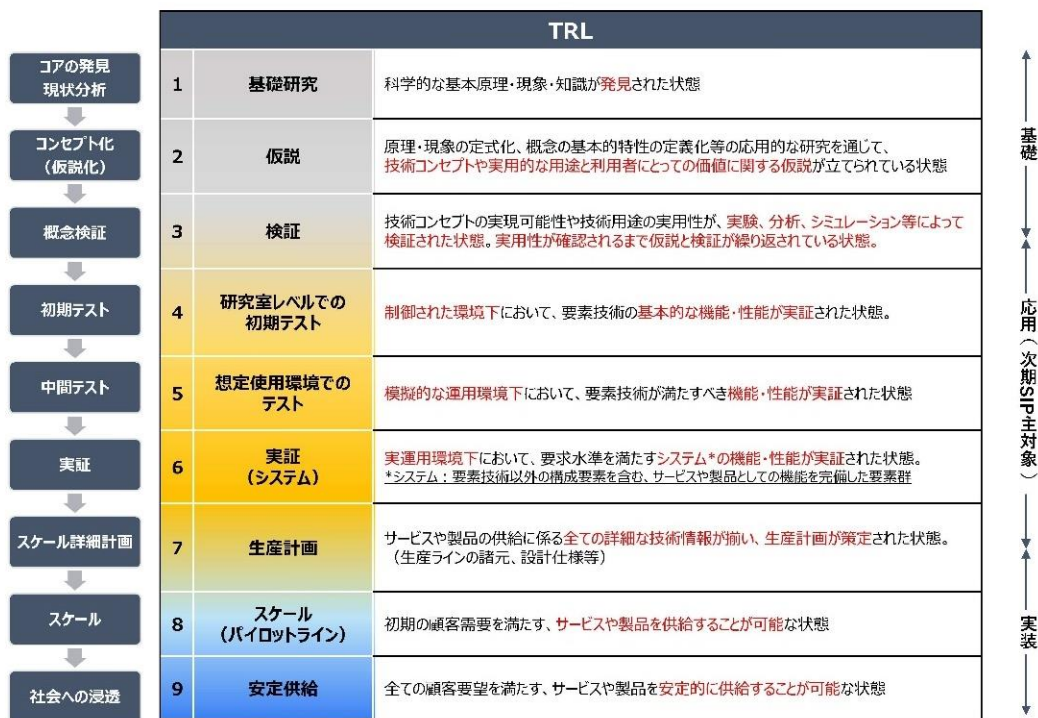 TRL
コアの発見
現状分析
1
基礎研究
科学的な基本原理・現象・知識が発見された状態
コンセプト化
(仮説化)
2
仮説
原理・現象の定式化、概念の基本的特性の定義化等の応用的な研究を通じて、
技術コンセプトや実用的な用途と利用者にとっての価値に関する仮説が立てられている状態
概念検証
3
検証
技術コンセプトの実現可能性や技術用途の実用性が、実験、分析、シミュレーション等によって
検証された状態。実用性が確認されるまで仮説と検証が繰り返されている状態。
初期テスト
4
研究室レベルでの
初期テスト
制御された環境下において、要素技術の基本的な機能・性能が実証された状態。
中間テスト
5
想定使用環境での
テスト
模擬的な運用環境下において、要素技術が満たすべき機能・性能が実証された状態
実証
6
実証
(システム)
実運用環境下において、要求水準を満たすシステム*の機能・性能が実証された状態。
*システム：要素技術以外の構成要素を含む、サービスや製品としての機能を完備した要素群
スケール詳細計画
7
生産計画
サービスや製品の供給に係る全ての詳細な技術情報が揃い、生産計画が策定された状態。
（生産ラインの諸元、設計仕様等）
スケール
8
スケール
(パイロットライン)
初期の顧客需要を満たす、サービスや製品を供給することが可能な状態
社会への浸透
9
安定供給
全ての顧客要望を満たす、サービスや製品を安定的に供給することが可能な状態
基礎
応用（次期SIP主対象）
実装